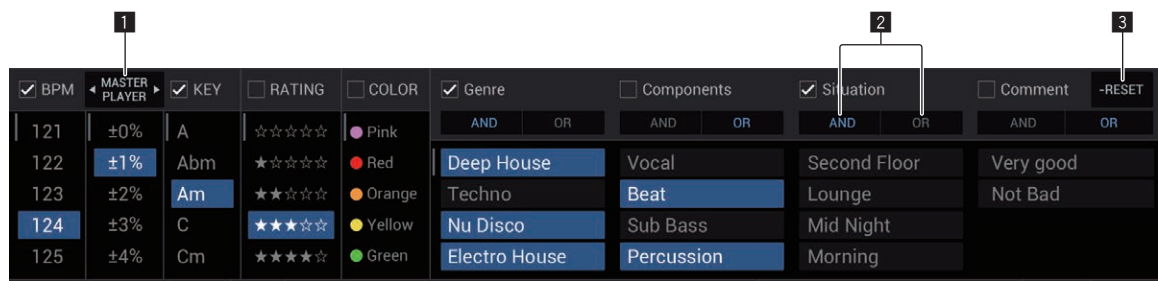 1 2 3
BPM MASTER PLAYER KEY RATING COLOR Genre Components Situation Comment -RESET
AND OR AND OR AND OR AND OR
121 ±0% A ☆☆☆☆☆ Pink
122 ±1% Abm ★☆☆☆☆ Red Deep House Vocal Second Floor Very good
123 ±2% Am ★★☆☆☆ Orange Techno Beat Lounge Not Bad
124 ±3% C ★★★☆☆ Yellow Nu Disco Sub Bass Mid Night
125 ±4% Cm ★★★★☆ Green Electro House Percussion Morning